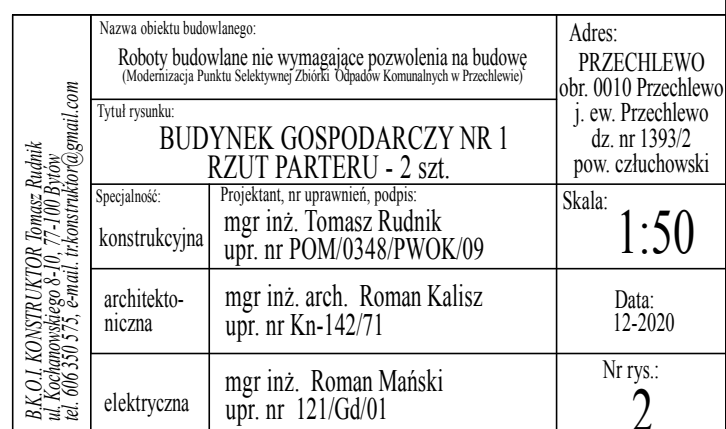 B.K.O.I. KONSTRUKTOR Tomasz Rudnik
ul. Kochanowskiego 8-10, 77-100 Bytów
tel. 606 350 575, e-mail. trkonstruktor@gmail.com
Nazwa obiektu budowlanego:
Roboty budowlane nie wymagające pozwolenia na budowę
(Modernizacja Punktu Selektywnej Zbiórki Odpadów Komunalnych w Przechlewie)
Tytuł rysunku:
BUDYNEK GOSPODARCZY NR 1
RZUT PARTERU - 2 szt.
Adres:
PRZECHLEWO
obr. 0010 Przechlewo
j. ew. Przechlewo
dz. nr 1393/2
pow. człuchowski
Specjalność:
konstrukcyjna
Projektant, nr uprawnień, podpis:
mgr inż. Tomasz Rudnik
upr. nr POM/0348/PWOK/09
Skala:
1:50
architekto-
niczna
mgr inż. arch. Roman Kalisz
upr. nr Kn-142/71
Data:
12-2020
elektryczna
mgr inż. Roman Mański
upr. nr 121/Gd/01
Nr rys.:
2